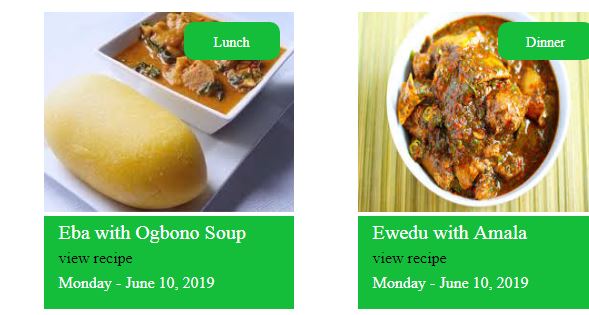 Lunch
Eba with Ogbono Soup
view recipe
Monday - June 10, 2019
Dinner
Ewedu with Amala
view recipe
Monday - June 10, 2019